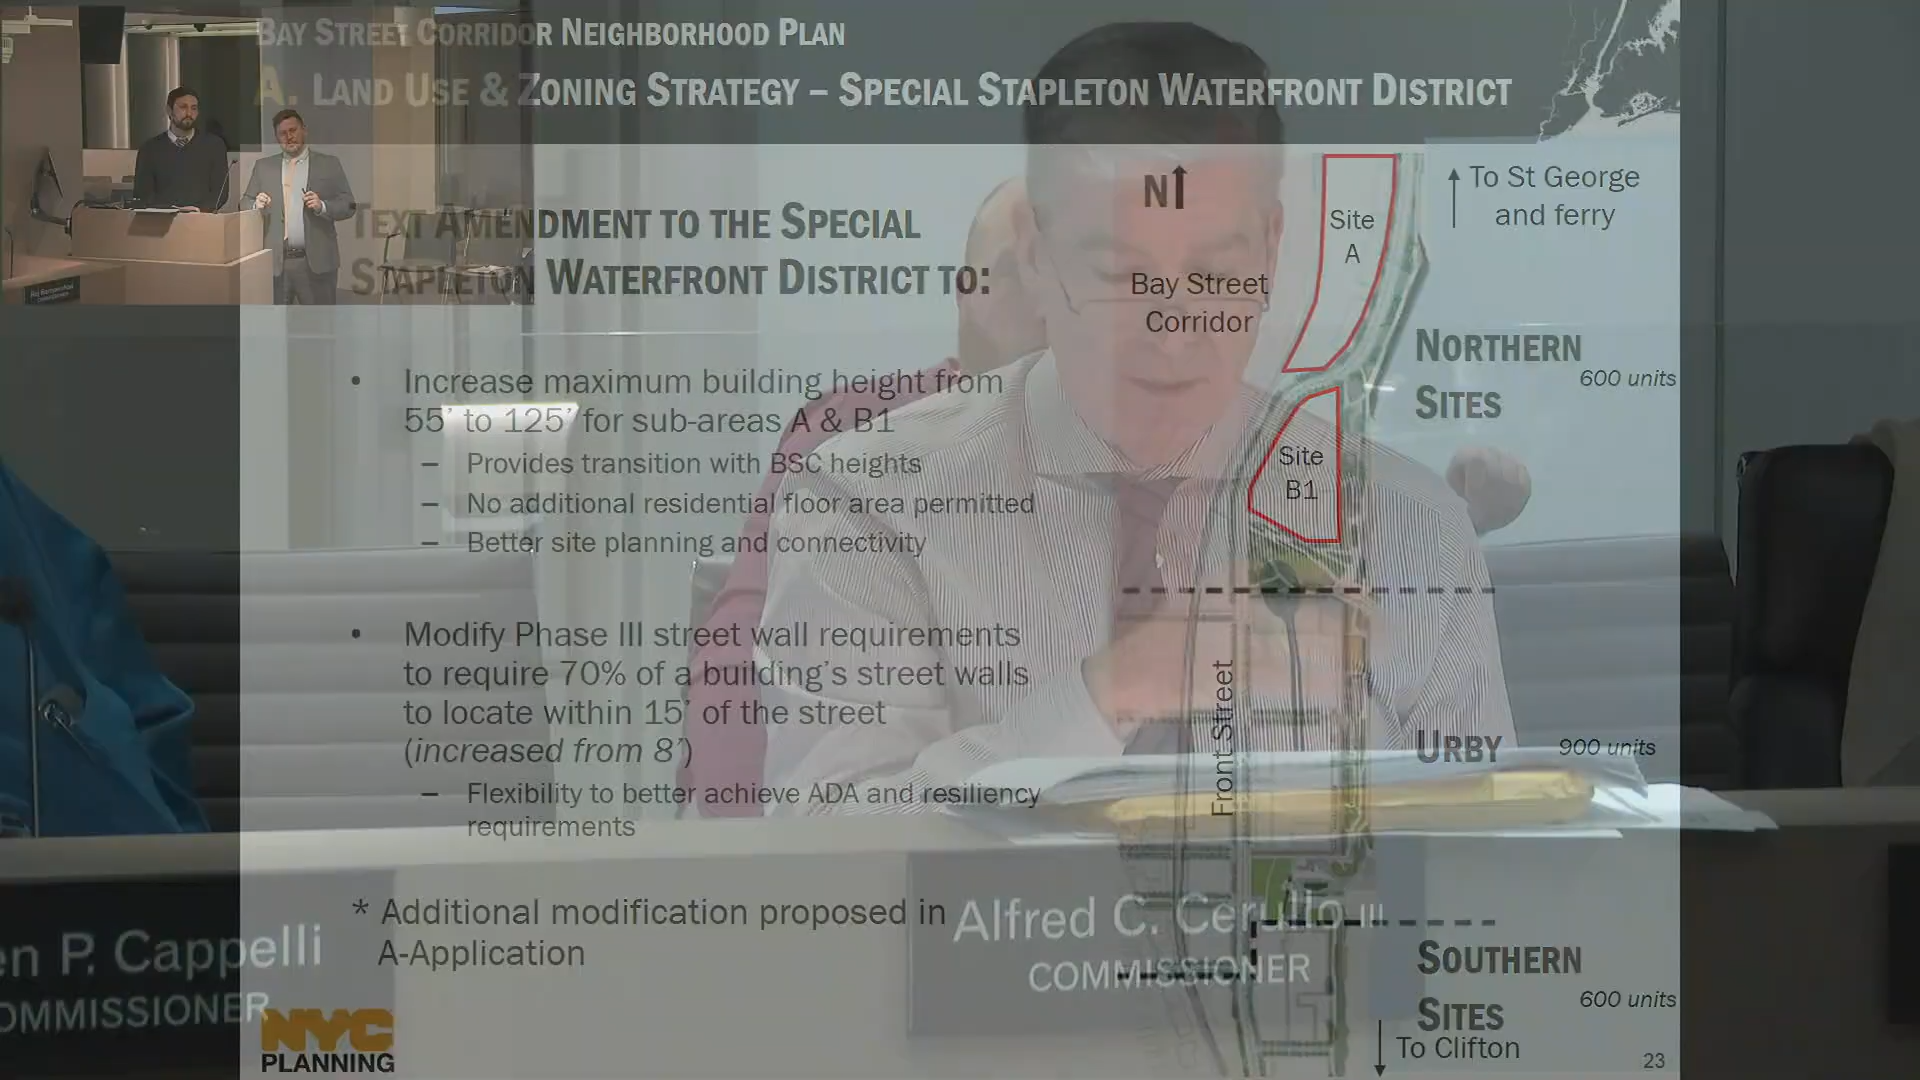 BAY STREET CORRIDOR NEIGHBORHOOD PLAN
A. LAND USE & ZONING STRATEGY – SPECIAL STAPLETON WATERFRONT DISTRICT
TEXT AMENDMENT TO THE SPECIAL
STAPLETON WATERFRONT DISTRICT TO:
• Increase maximum building height from
55’ to 125’ for sub-areas A & B1
– Provides transition with BSC heights
– No additional residential floor area permitted
– Better site planning and connectivity
• Modify Phase III street wall requirements
to require 70% of a building’s street walls
to locate within 15’ of the street
(increased from 8’)
– Flexibility to better achieve ADA and resiliency
requirements
* Additional modification proposed in
A-Application
NYC
PLANNING
N
To St George
and ferry
Site
A
Bay Street
Corridor
NORTHERN
SITES
600 units
Site
B1
Front Street
URBY
900 units
SOUTHERN
SITES
600 units
To Clifton
23
en P. Cappelli
OMMISSIONER
Alfred C. Cerullo III
COMMISSIONER